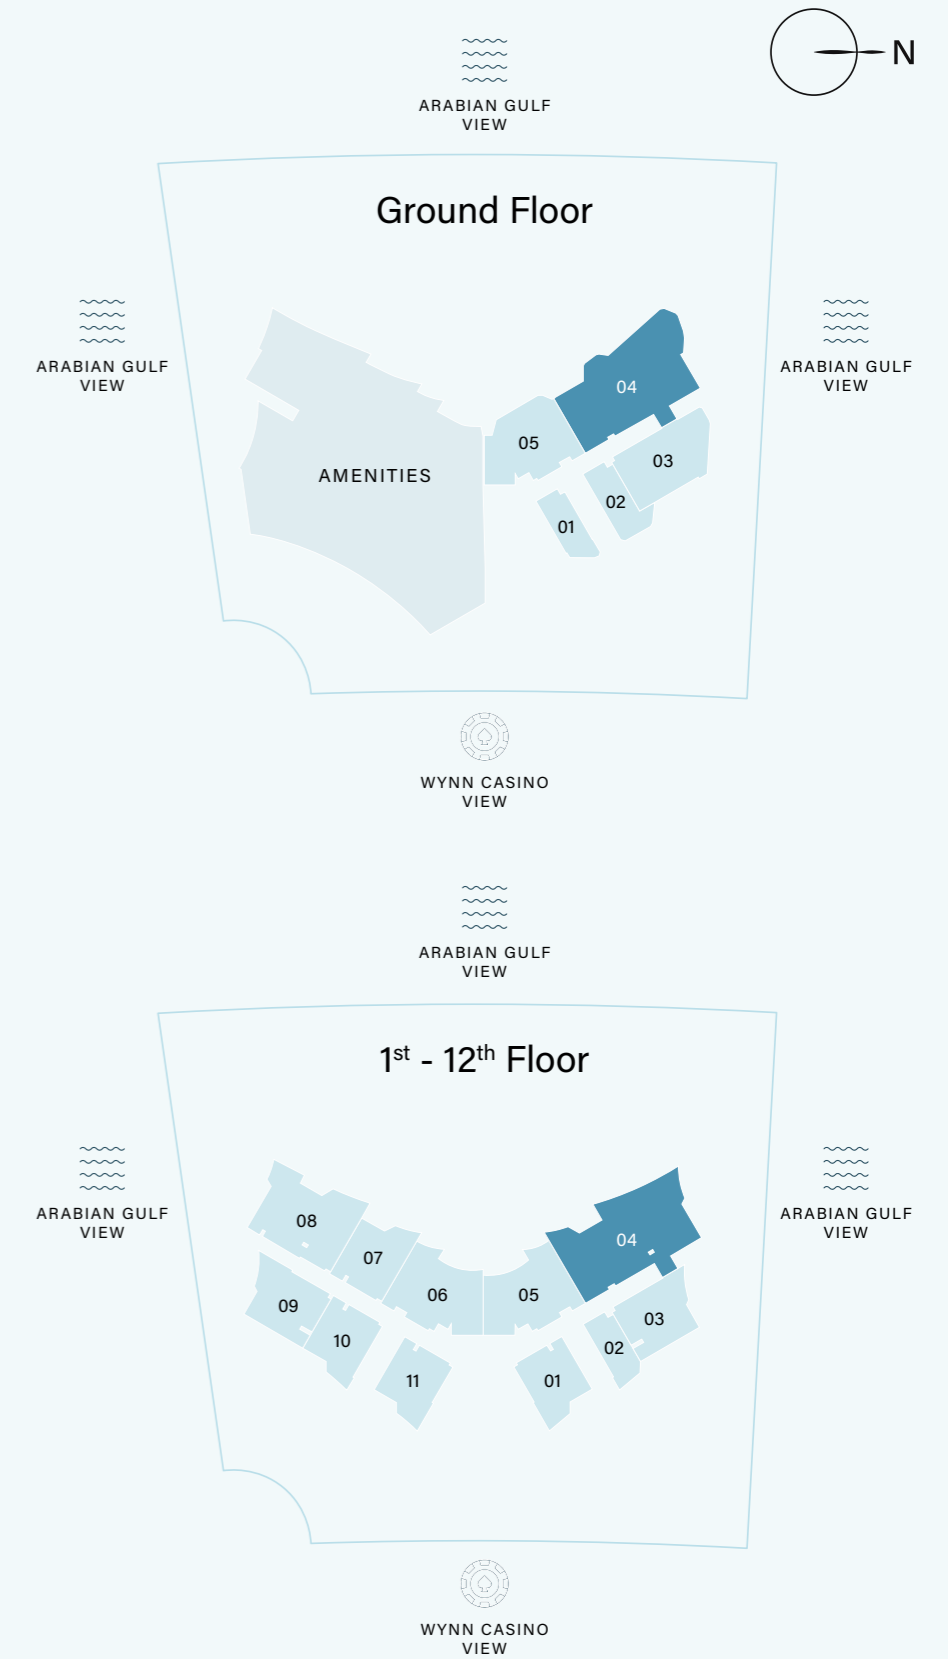 N
ARABIAN GULF
VIEW
Ground Floor
ARABIAN GULF
VIEW
ARABIAN GULF
VIEW
04
05
03
AMENITIES
02
01
WYNN CASINO
VIEW
ARABIAN GULF
VIEW
1st - 12th Floor
ARABIAN GULF
VIEW
ARABIAN GULF
VIEW
08
04
07
06
05
09
03
10
02
11
01
WYNN CASINO
VIEW